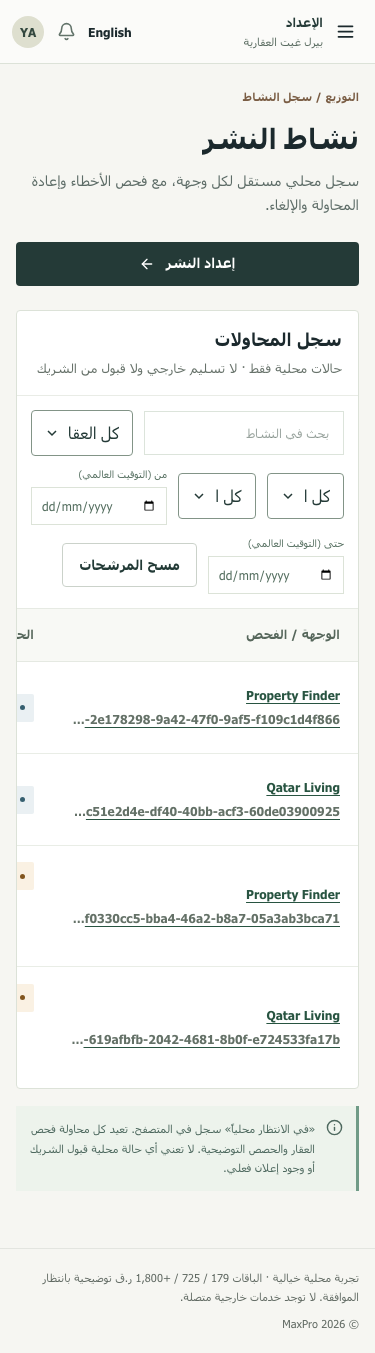 الإعداد
بيرل غيت العقارية
English
YA
التوزيع / سجل النشاط
نشاط النشر
سجل محلي مستقل لكل وجهة، مع فحص الأخطاء وإعادة
المحاولة والإلغاء.
إعداد النشر ←
سجل المحاولات
حالات محلية فقط · لا تسليم خارجي ولا قبول من الشريك
بحث في النشاط
كل العقا
كل ا
كل ا
من (التوقيت العالمي)
dd/mm/yyyy
حتى (التوقيت العالمي)
dd/mm/yyyy
مسح المرشحات
الوجهة / الفحص
الح
Property Finder
2e178298-9a42-47f0-9af5-f109c1d4f866-...
Qatar Living
c51e2d4e-df40-40bb-acf3-60de03900925...
Property Finder
f0330cc5-bba4-46a2-b8a7-05a3ab3bca71...
Qatar Living
619afbfb-2042-4681-8b0f-e724533fa17b-...
«في الانتظار محلياً» سجل في المتصفح. تعيد كل محاولة فحص
العقار والحصص التوضيحية. لا تعني أي حالة محلية قبول الشريك
أو وجود إعلان فعلي.
تجربة محلية خيالية · الباقات 179 / 725 / +1,800 ر.ق توضيحية بانتظار
الموافقة. لا توجد خدمات خارجية متصلة.
© MaxPro 2026